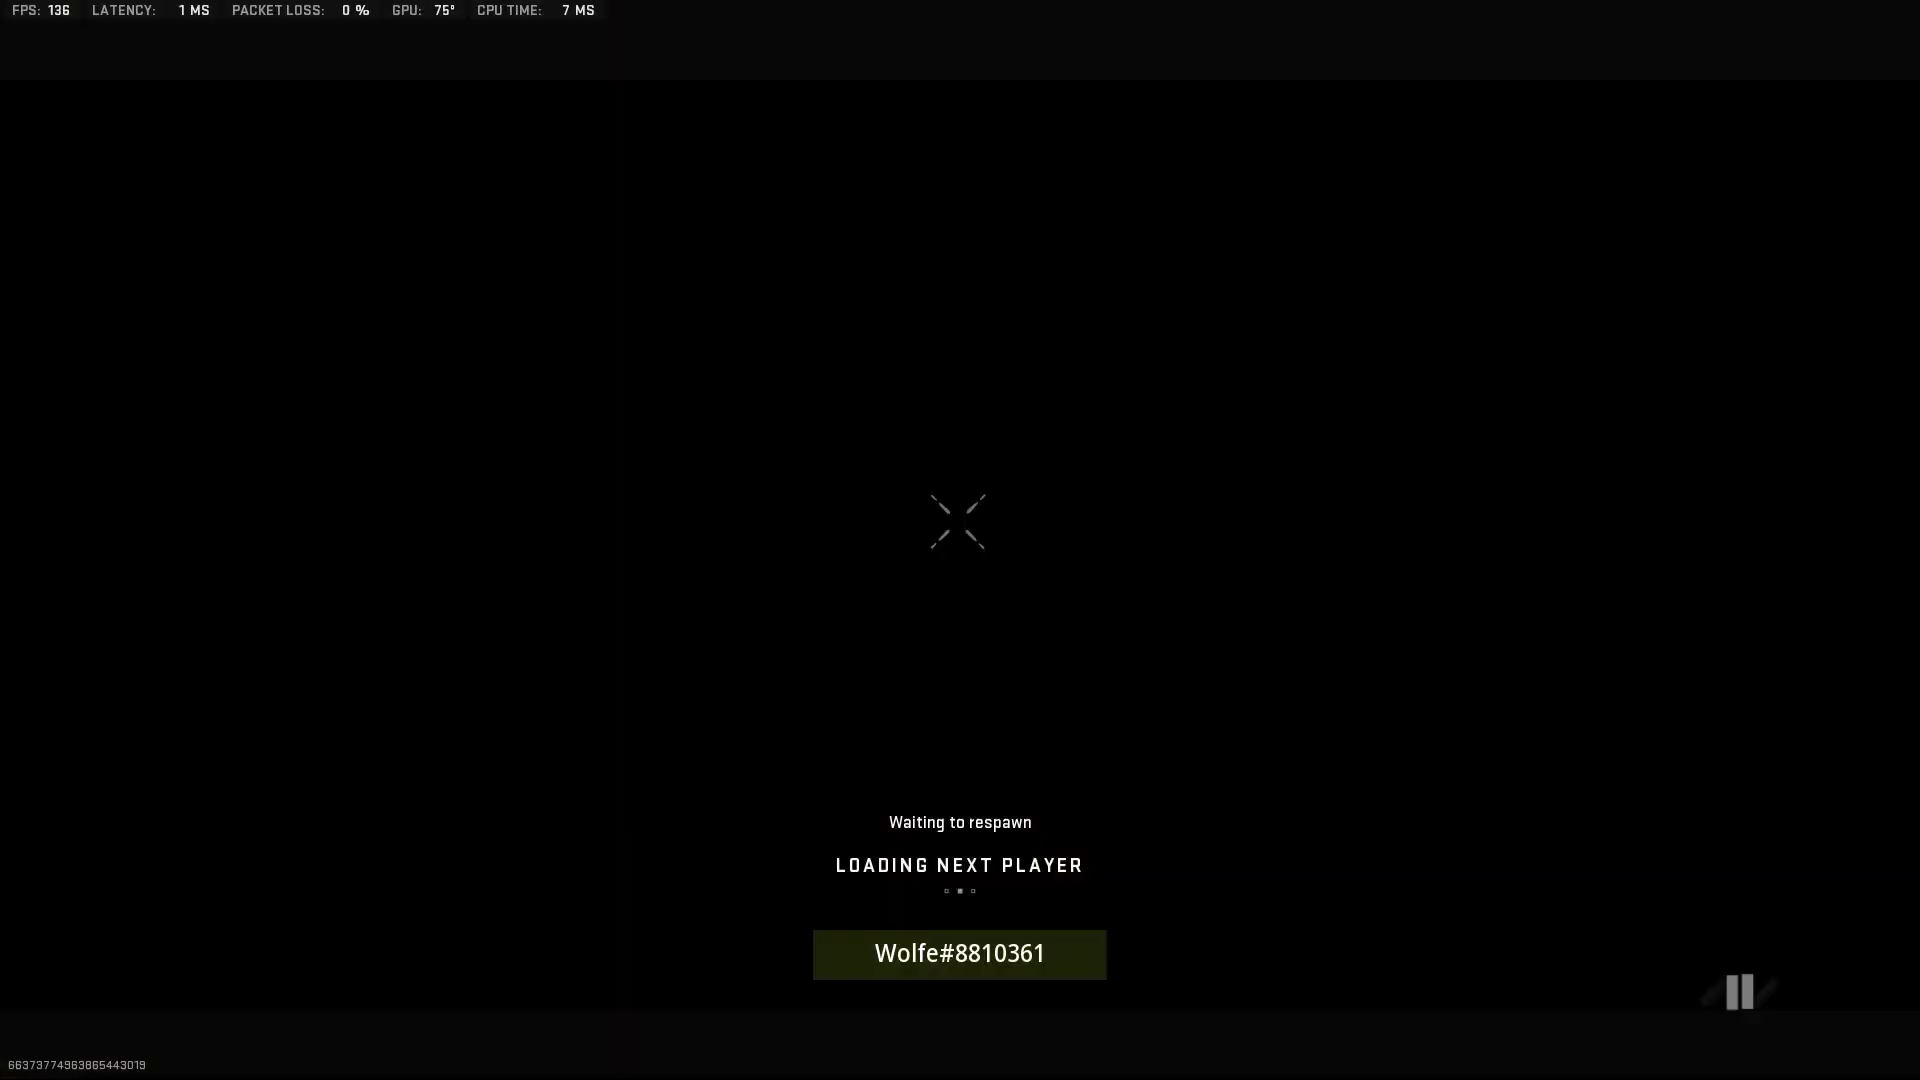 FPS: 136 LATENCY: 1 MS PACKET LOSS: 0 % GPU: 75° CPU TIME: 7 MS
Waiting to respawn
LOADING NEXT PLAYER
Wolfe#8810361
66373774963865443019